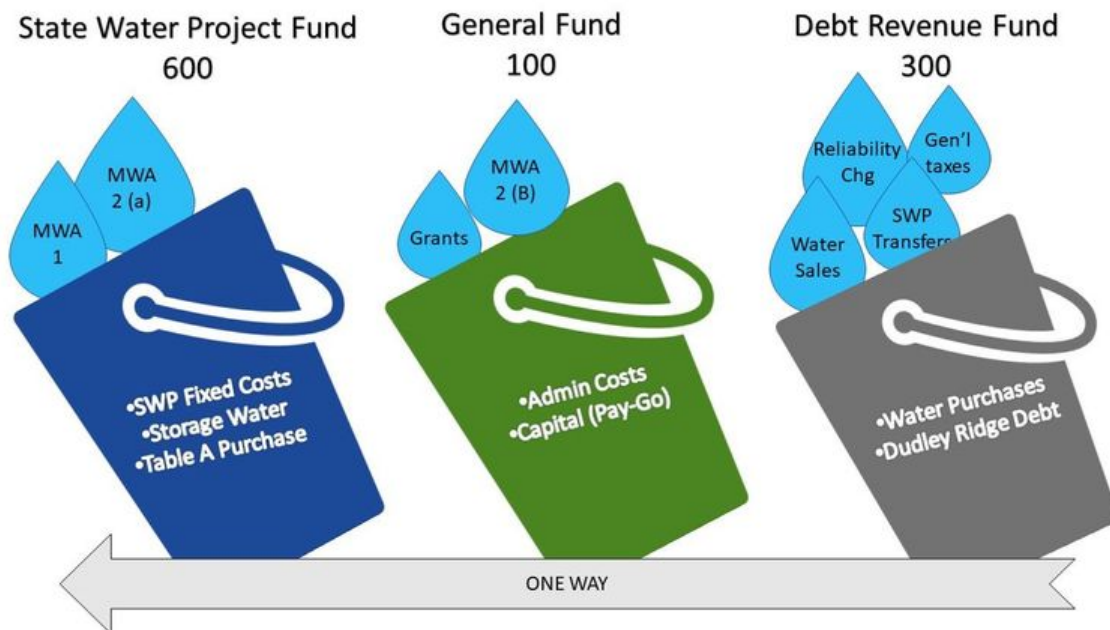 State Water Project Fund
600
MWA
1
MWA
2 (a)
•SWP Fixed Costs
•Storage Water
•Table A Purchase
General Fund
100
Grants
MWA
2 (B)
•Admin Costs
•Capital (Pay-Go)
Debt Revenue Fund
300
Reliability
Chg
Gen'l
taxes
Water
Sales
SWP
Transfers
•Water Purchases
•Dudley Ridge Debt
ONE WAY